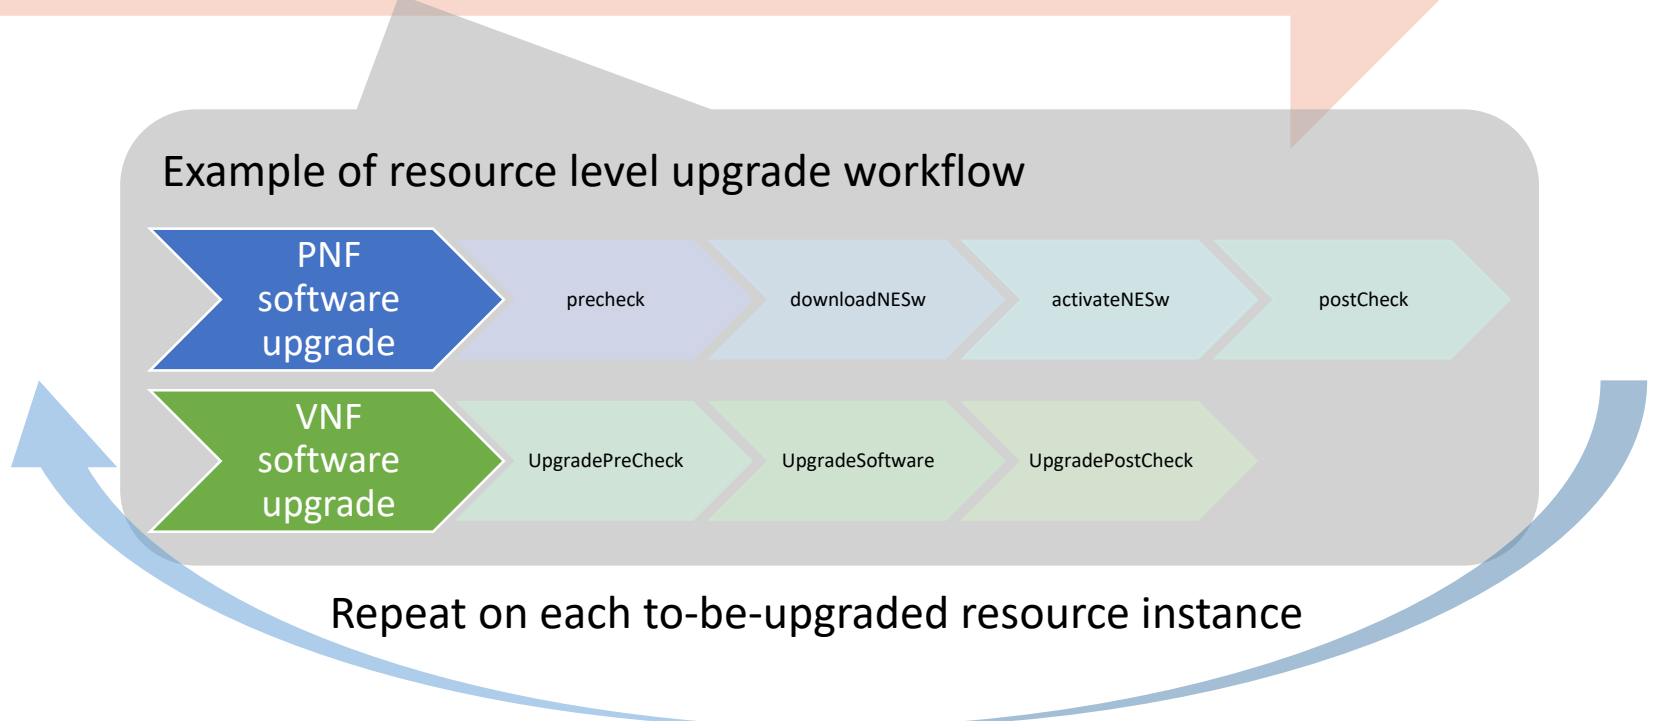 Example of resource level upgrade workflow
PNF
software
upgrade
precheck
downloadNESw
activateNESw
postCheck
VNF
software
upgrade
UpgradePreCheck
UpgradeSoftware
UpgradePostCheck
Repeat on each to-be-upgraded resource instance